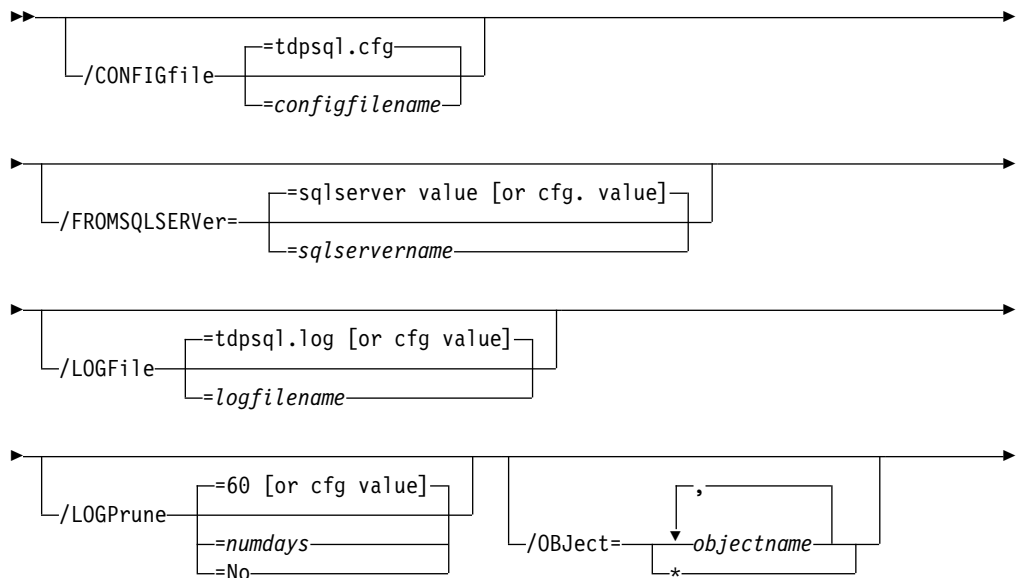 =tdpsql.cfg
/CONFIGfile
=configfilename
=sqlserver value [or cfg. value]
/FROMSQLSERVer=
=sqlservername
=tdpsql.log [or cfg value]
/LOGFile
=logfilename
=60 [or cfg value]
/LOGPrune
=numdays
=No
,
/OBJect=
objectname
*